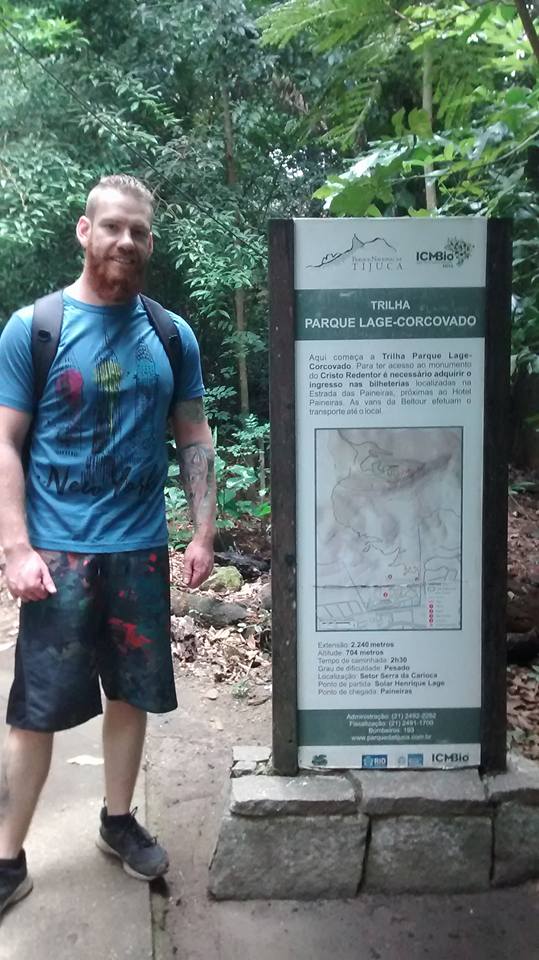 PARQUE NACIONAL DA
TIJUCA
ICMBio
MMA
TRILHA
PARQUE LAGE-CORCOVADO
Aqui começa a Trilha Parque Lage-
Corcovado. Para ter acesso ao monumento
do Cristo Redentor é necessário adquirir o
ingresso nas bilheterias localizadas na
Estrada das Paineiras, próximas ao Hotel
Paineiras. As vans da Beltour efetuam o
transporte até o local.
Extensão: 2.240 metros
Altitude: 704 metros
Tempo de caminhada: 2h30
Grau de dificuldade: Pesado
Localização: Setor Serra da Carioca
Ponto de partida: Solar Henrique Lage
Ponto de chegada: Paineiras
Administração: (21) 2492-2252
Fiscalização: (21) 2491-1700
Bombeiros: 193
www.parquedatijuca.com.br
RIO
ICMBio
New York